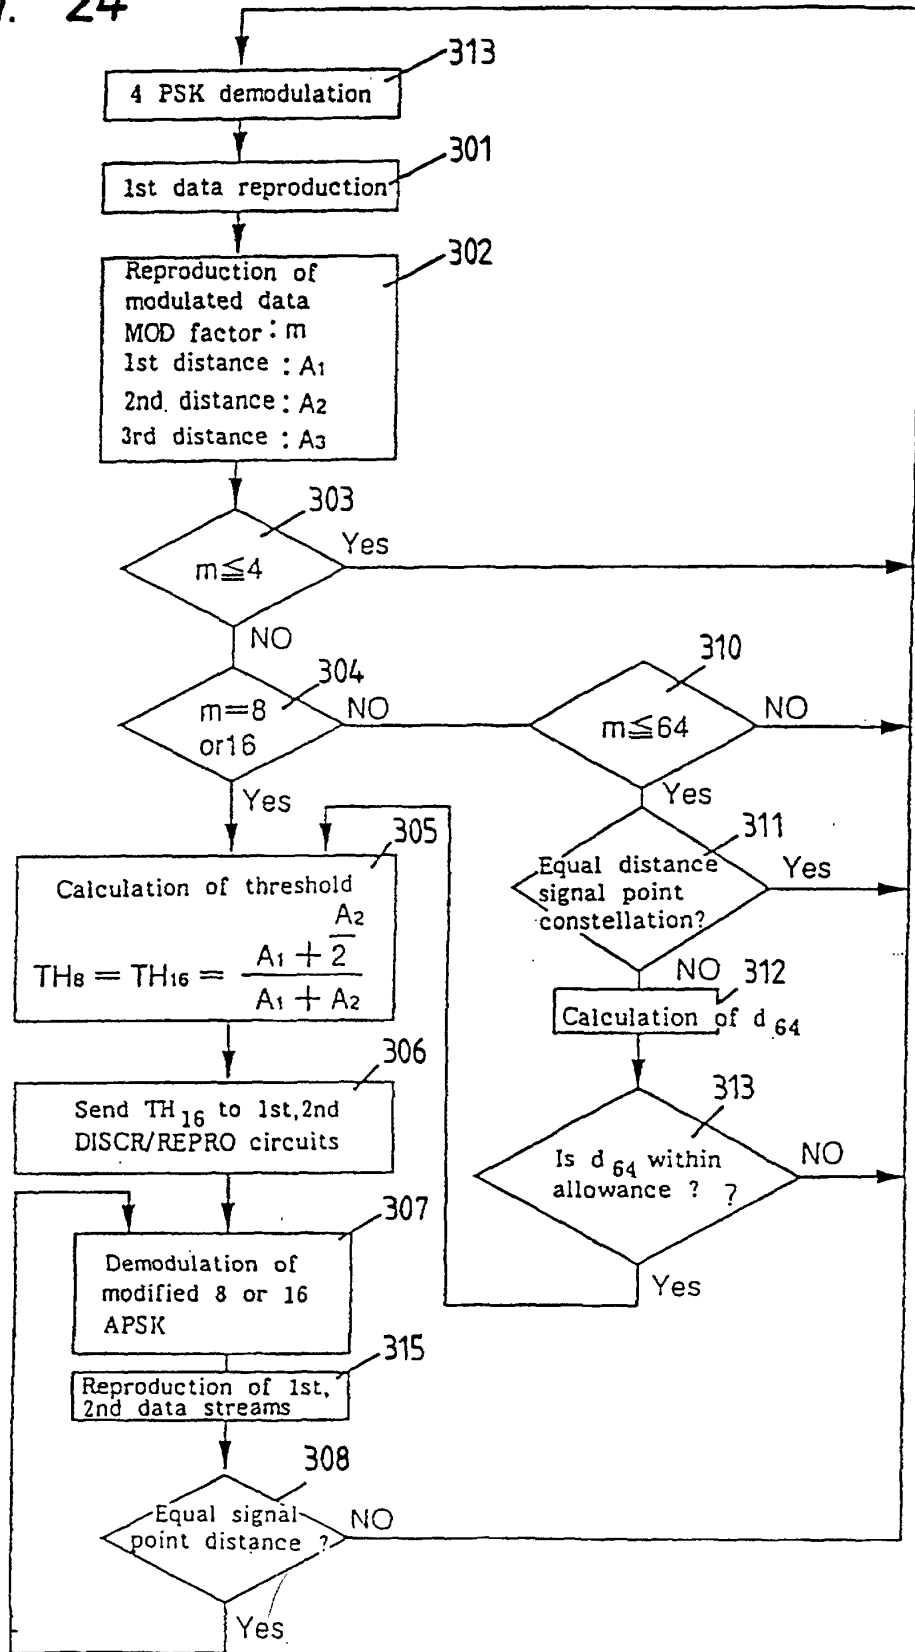 24
313
4 PSK demodulation
301
1st data reproduction
302
Reproduction of
modulated data
MOD factor : m
1st distance : A1
2nd. distance : A2
3rd distance : A3
303
m≦4
Yes
NO
304
m=8
or16
NO
Yes
310
m≦64
NO
Yes
311
Equal distance
signal point
constellation?
Yes
NO
305
Calculation of threshold
TH8 = TH16 = (A1 + A2/2) / (A1 + A2)
312
Calculation of d64
306
Send TH16 to 1st,2nd
DISCR/REPRO circuits
313
Is d64 within
allowance ? ?
NO
Yes
307
Demodulation of
modified 8 or 16
APSK
315
Reproduction of 1st,
2nd data streams
308
Equal signal
point distance ?
NO
Yes